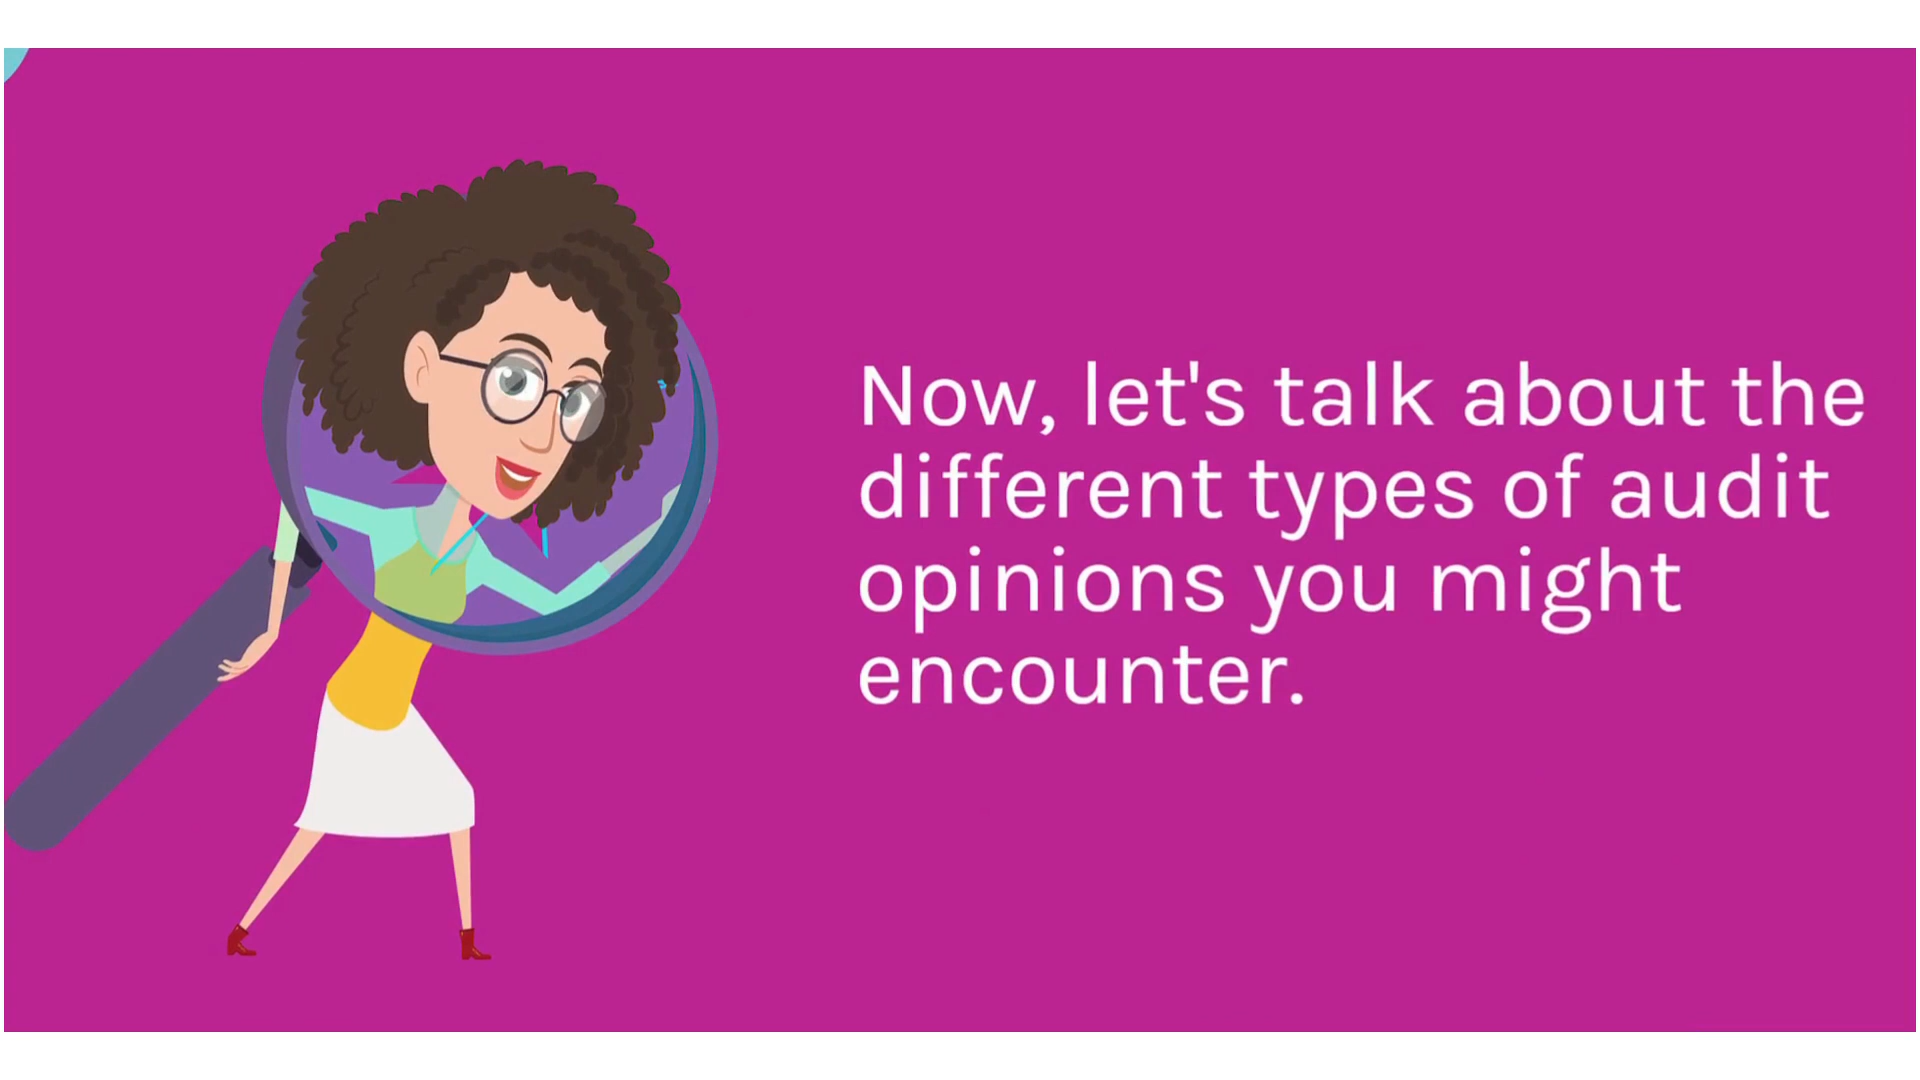 Now, let's talk about the
different types of audit
opinions you might
encounter.